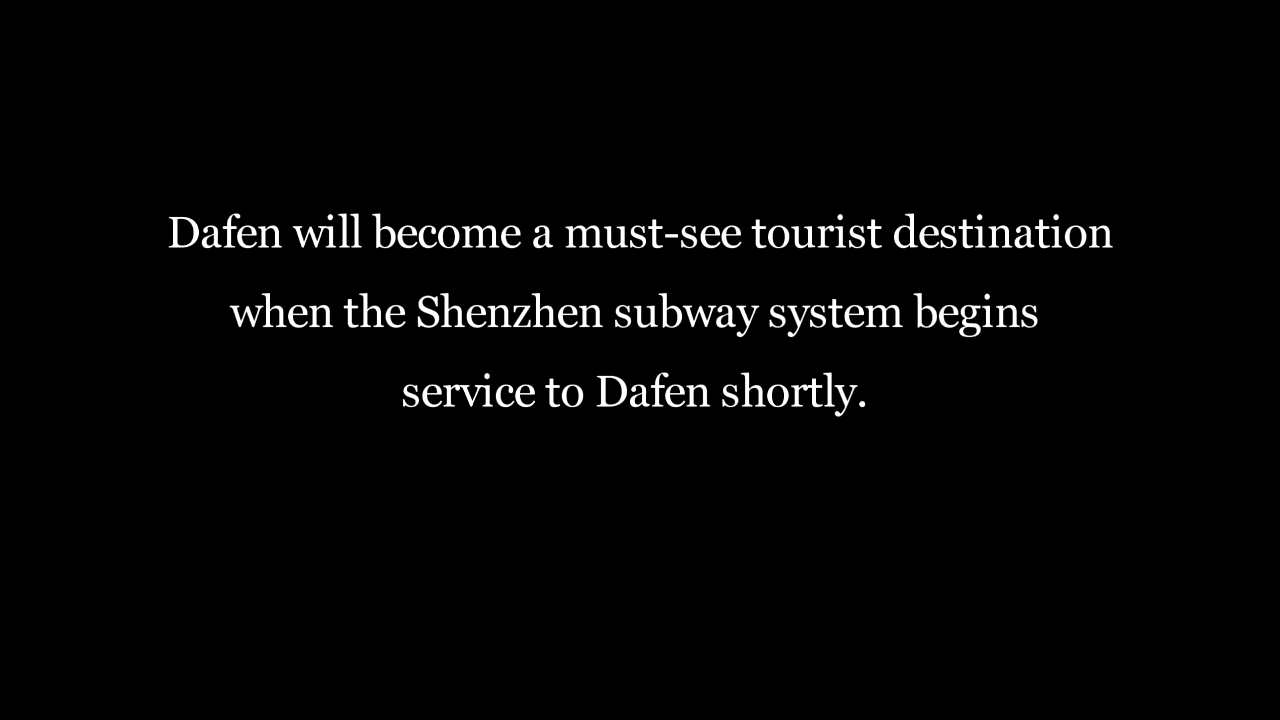 Dafen will become a must-see tourist destination
when the Shenzhen subway system begins
service to Dafen shortly.